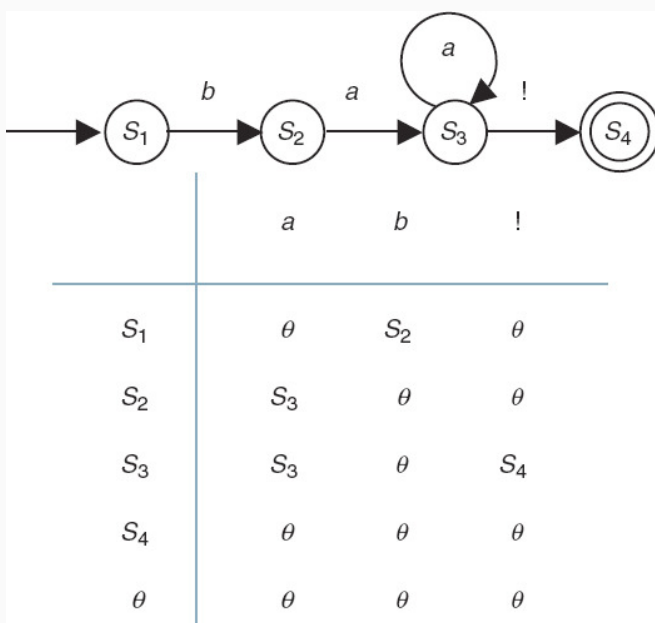 a
b a !
S₁ S₂ S₃ S₄
a b !
S₁ θ S₂ θ
S₂ S₃ θ θ
S₃ S₃ θ S₄
S₄ θ θ θ
θ θ θ θ